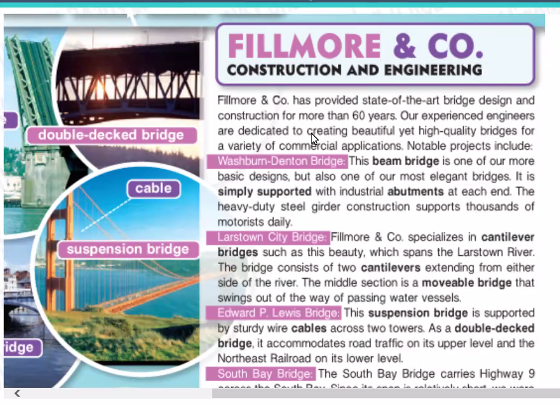 FILLMORE & CO.
CONSTRUCTION AND ENGINEERING
double-decked bridge
cable
suspension bridge
Fillmore & Co. has provided state-of-the-art bridge design and
construction for more than 60 years. Our experienced engineers
are dedicated to creating beautiful yet high-quality bridges for
a variety of commercial applications. Notable projects include:
Washburn-Denton Bridge: This beam bridge is one of our more
basic designs, but also one of our most elegant bridges. It is
simply supported with industrial abutments at each end. The
heavy-duty steel girder construction supports thousands of
motorists daily.
Larstown City Bridge: Fillmore & Co. specializes in cantilever
bridges such as this beauty, which spans the Larstown River.
The bridge consists of two cantilevers extending from either
side of the river. The middle section is a moveable bridge that
swings out of the way of passing water vessels.
Edward P. Lewis Bridge: This suspension bridge is supported
by sturdy wire cables across two towers. As a double-decked
bridge, it accommodates road traffic on its upper level and the
Northeast Railroad on its lower level.
South Bay Bridge: The South Bay Bridge carries Highway 9